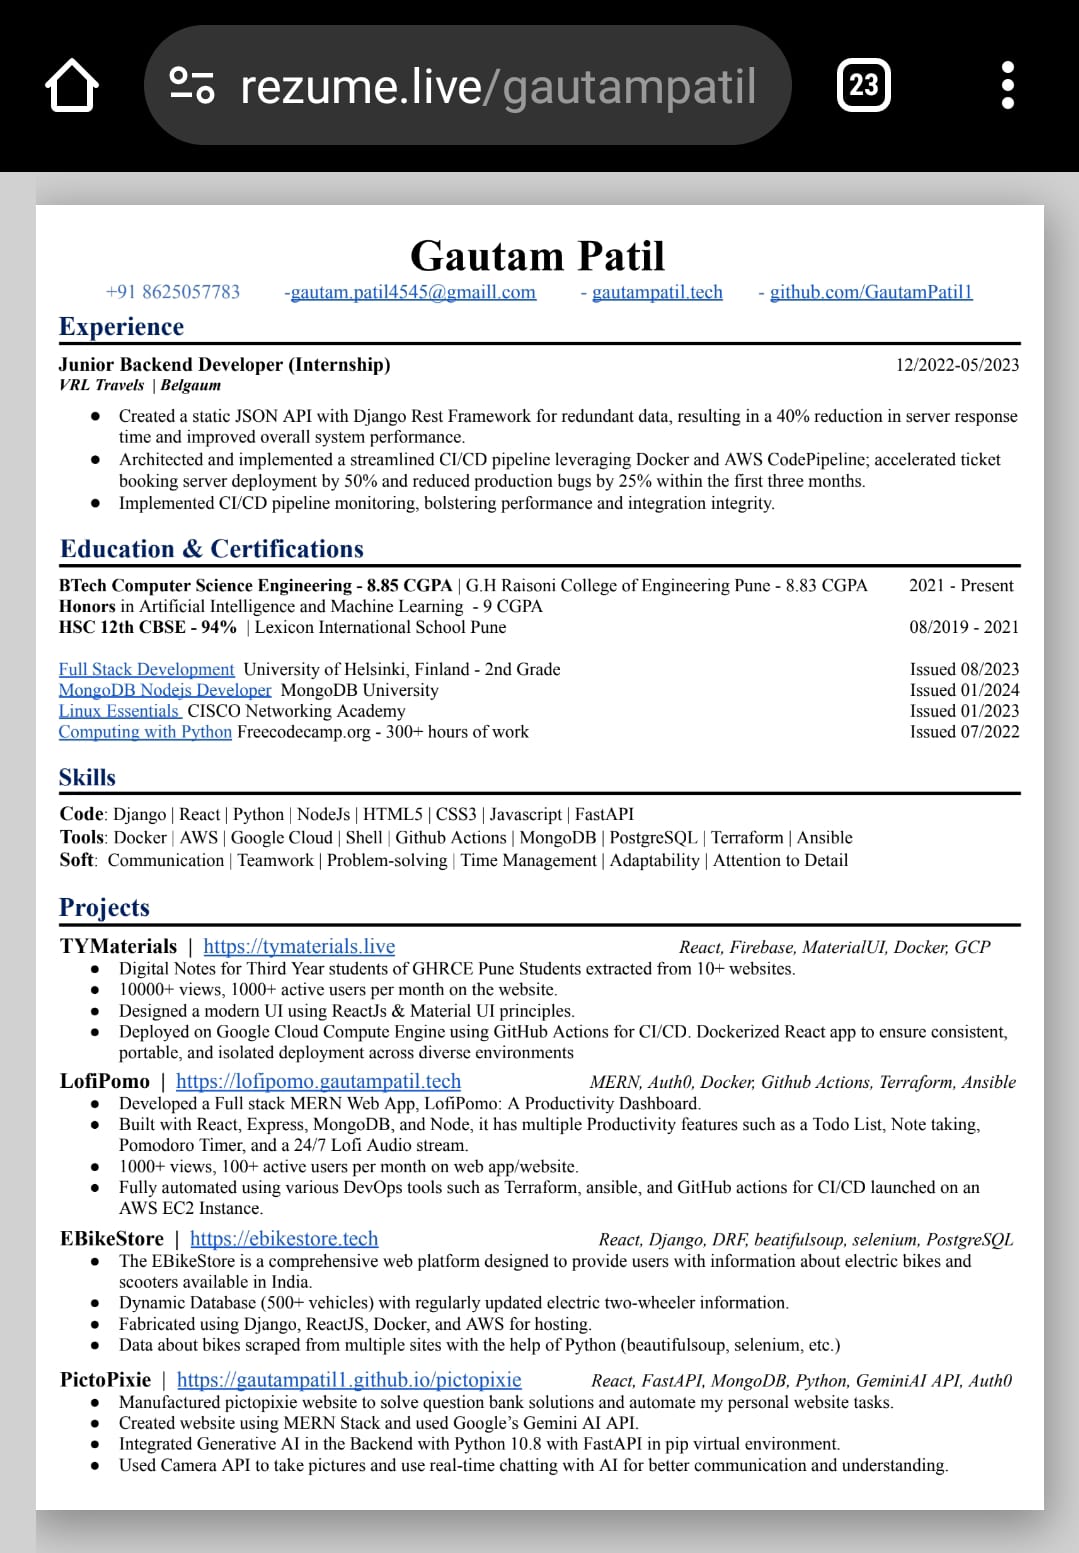 rezume.live/gautampatil
23
Gautam Patil
+91 8625057783 -gautam.patil4545@gmaill.com - gautampatil.tech - github.com/GautamPatil1
Experience
Junior Backend Developer (Internship) 12/2022-05/2023
VRL Travels | Belgaum
● Created a static JSON API with Django Rest Framework for redundant data, resulting in a 40% reduction in server response
time and improved overall system performance.
● Architected and implemented a streamlined CI/CD pipeline leveraging Docker and AWS CodePipeline; accelerated ticket
booking server deployment by 50% and reduced production bugs by 25% within the first three months.
● Implemented CI/CD pipeline monitoring, bolstering performance and integration integrity.
Education & Certifications
BTech Computer Science Engineering - 8.85 CGPA | G.H Raisoni College of Engineering Pune - 8.83 CGPA 2021 - Present
Honors in Artificial Intelligence and Machine Learning - 9 CGPA
HSC 12th CBSE - 94% | Lexicon International School Pune 08/2019 - 2021
Full Stack Development University of Helsinki, Finland - 2nd Grade Issued 08/2023
MongoDB Nodejs Developer MongoDB University Issued 01/2024
Linux Essentials CISCO Networking Academy Issued 01/2023
Computing with Python Freecodecamp.org - 300+ hours of work Issued 07/2022
Skills
Code: Django | React | Python | NodeJs | HTML5 | CSS3 | Javascript | FastAPI
Tools: Docker | AWS | Google Cloud | Shell | Github Actions | MongoDB | PostgreSQL | Terraform | Ansible
Soft: Communication | Teamwork | Problem-solving | Time Management | Adaptability | Attention to Detail
Projects
TYMaterials | https://tymaterials.live React, Firebase, MaterialUI, Docker, GCP
● Digital Notes for Third Year students of GHRCE Pune Students extracted from 10+ websites.
● 10000+ views, 1000+ active users per month on the website.
● Designed a modern UI using ReactJs & Material UI principles.
● Deployed on Google Cloud Compute Engine using GitHub Actions for CI/CD. Dockerized React app to ensure consistent,
portable, and isolated deployment across diverse environments
LofiPomo | https://lofipomo.gautampatil.tech MERN, Auth0, Docker, Github Actions, Terraform, Ansible
● Developed a Full stack MERN Web App, LofiPomo: A Productivity Dashboard.
● Built with React, Express, MongoDB, and Node, it has multiple Productivity features such as a Todo List, Note taking,
Pomodoro Timer, and a 24/7 Lofi Audio stream.
● 1000+ views, 100+ active users per month on web app/website.
● Fully automated using various DevOps tools such as Terraform, ansible, and GitHub actions for CI/CD launched on an
AWS EC2 Instance.
EBikeStore | https://ebikestore.tech React, Django, DRF, beatifulsoup, selenium, PostgreSQL
● The EBikeStore is a comprehensive web platform designed to provide users with information about electric bikes and
scooters available in India.
● Dynamic Database (500+ vehicles) with regularly updated electric two-wheeler information.
● Fabricated using Django, ReactJS, Docker, and AWS for hosting.
● Data about bikes scraped from multiple sites with the help of Python (beautifulsoup, selenium, etc.)
PictoPixie | https://gautampatil1.github.io/pictopixie React, FastAPI, MongoDB, Python, GeminiAI API, Auth0
● Manufactured pictopixie website to solve question bank solutions and automate my personal website tasks.
● Created website using MERN Stack and used Google's Gemini AI API.
● Integrated Generative AI in the Backend with Python 10.8 with FastAPI in pip virtual environment.
● Used Camera API to take pictures and use real-time chatting with AI for better communication and understanding.